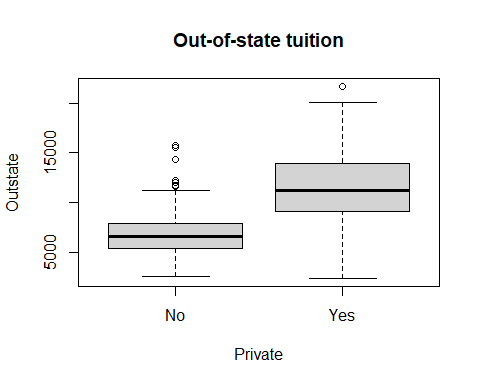 Out-of-state tuition
Outstate
15000
5000
No
Yes
Private